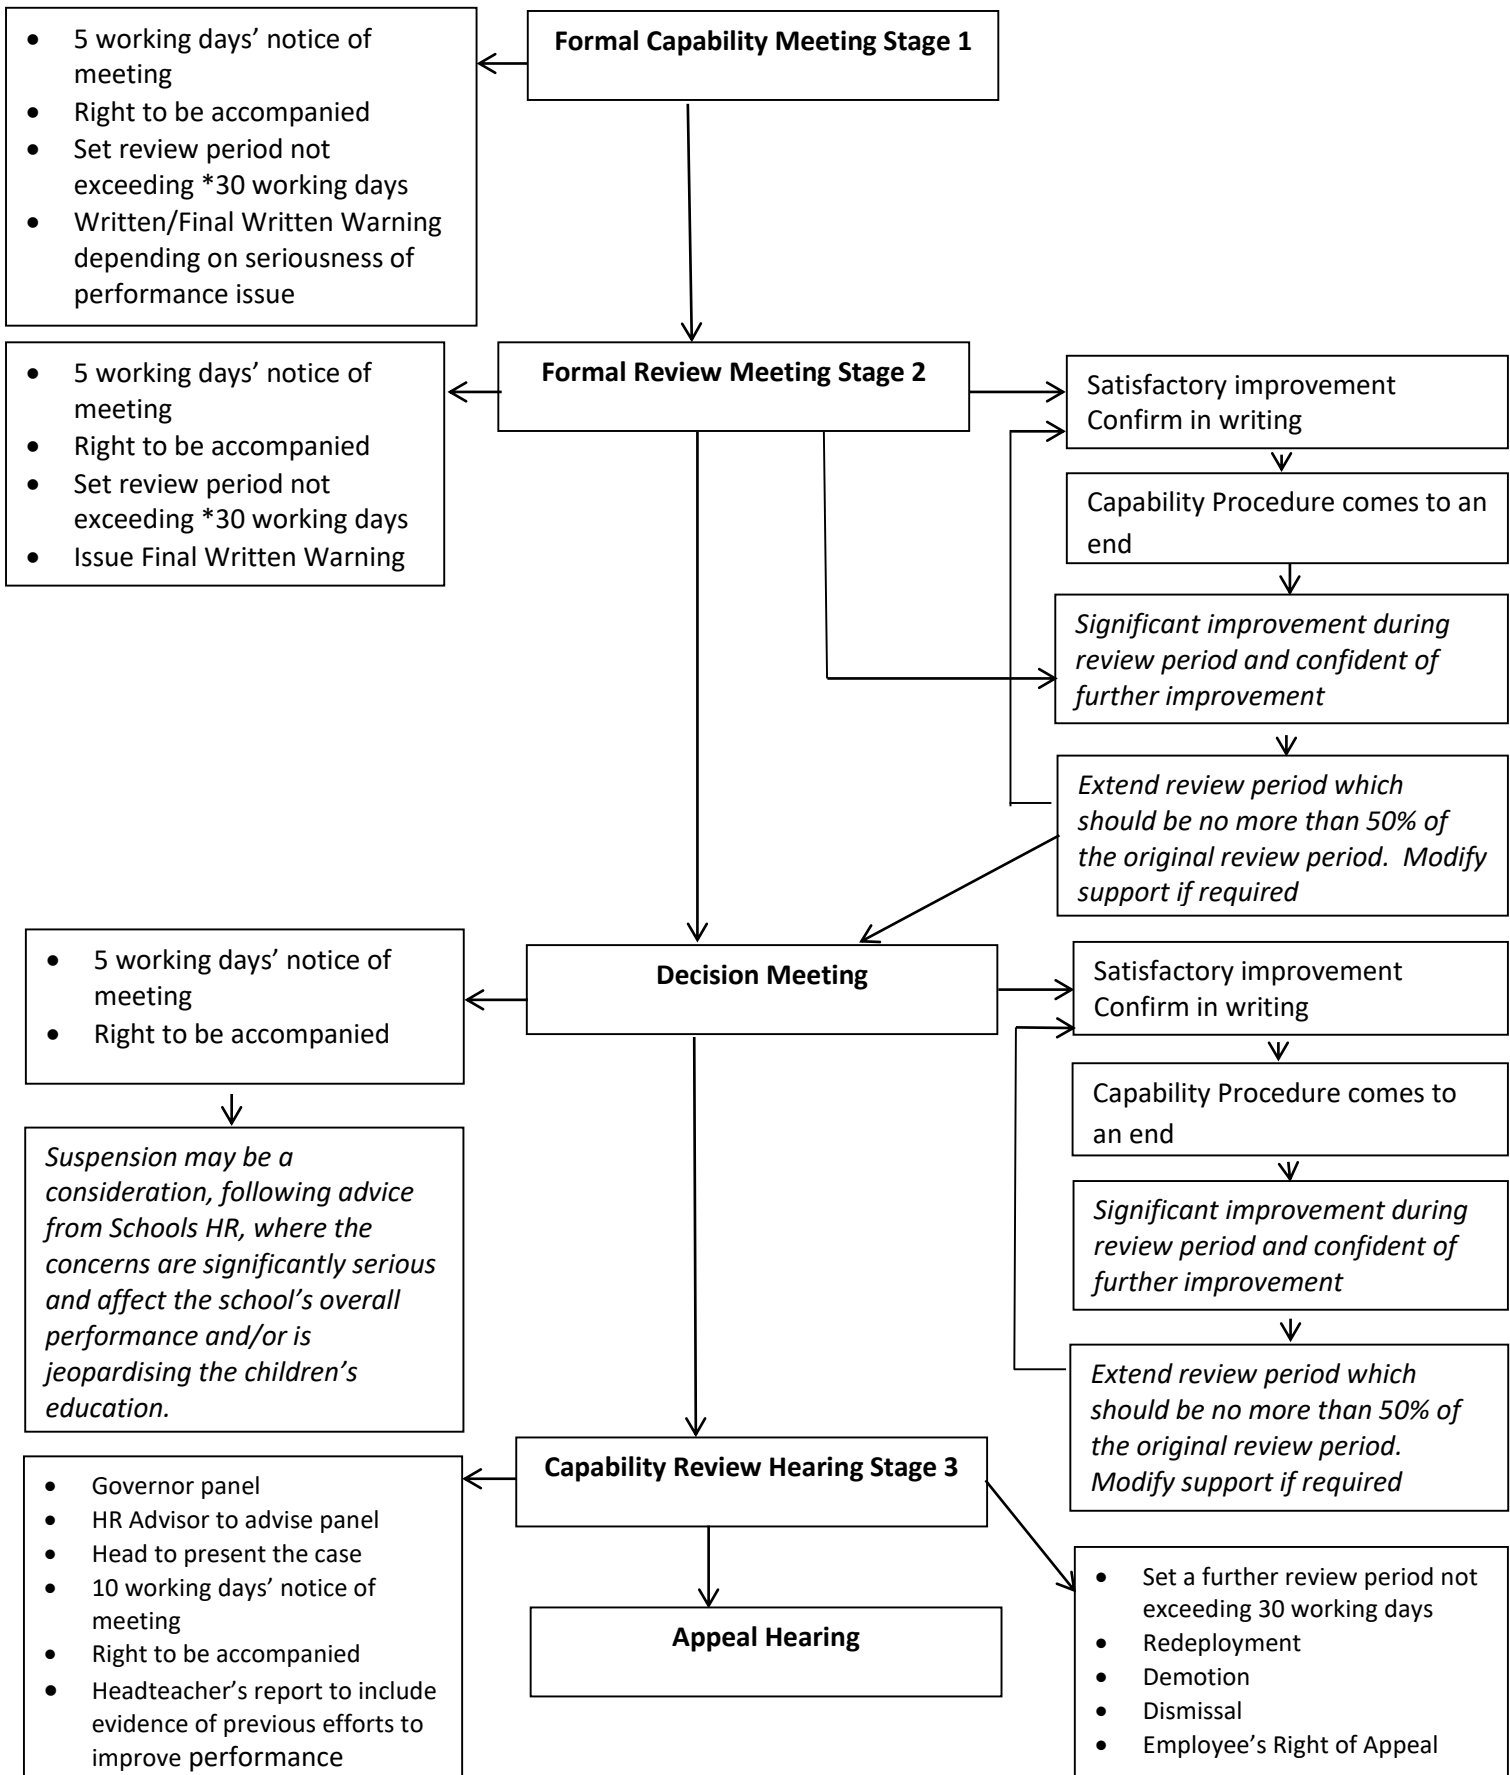 • 5 working days’ notice of
meeting
• Right to be accompanied
• Set review period not
exceeding *30 working days
• Written/Final Written Warning
depending on seriousness of
performance issue
Formal Capability Meeting Stage 1
• 5 working days’ notice of
meeting
• Right to be accompanied
• Set review period not
exceeding *30 working days
• Issue Final Written Warning
Formal Review Meeting Stage 2
Satisfactory improvement
Confirm in writing
Capability Procedure comes to an
end
Significant improvement during
review period and confident of
further improvement
Extend review period which
should be no more than 50% of
the original review period. Modify
support if required
• 5 working days’ notice of
meeting
• Right to be accompanied
Decision Meeting
Satisfactory improvement
Confirm in writing
Capability Procedure comes to
an end
Suspension may be a
consideration, following advice
from Schools HR, where the
concerns are significantly serious
and affect the school’s overall
performance and/or is
jeopardising the children’s
education.
Significant improvement during
review period and confident of
further improvement
Extend review period which
should be no more than 50% of
the original review period.
Modify support if required
• Governor panel
• HR Advisor to advise panel
• Head to present the case
• 10 working days’ notice of
meeting
• Right to be accompanied
• Headteacher’s report to include
evidence of previous efforts to
improve performance
Capability Review Hearing Stage 3
Appeal Hearing
• Set a further review period not
exceeding 30 working days
• Redeployment
• Demotion
• Dismissal
• Employee’s Right of Appeal